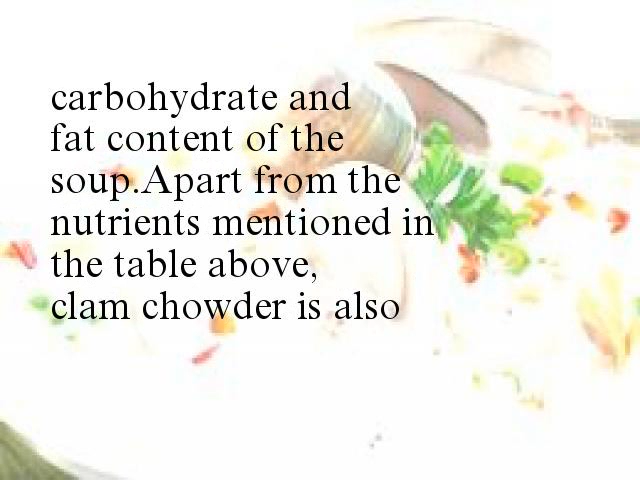 carbohydrate and
fat content of the
soup.Apart from the
nutrients mentioned in
the table above,
clam chowder is also